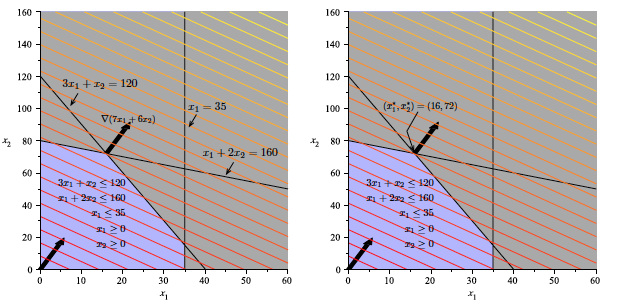 160
140
120
100
80
60
40
20
0
x₂
3x₁ + x₂ = 120
∇(7x₁+6x₂)
x₁ = 35
x₁ + 2x₂ = 160
3x₁ + x₂ ≤ 120
x₁ + 2x₂ ≤ 160
x₁ ≤ 35
x₁ ≥ 0
x₂ ≥ 0
0 10 20 30 40 50 60
x₁
160
140
120
100
80
60
40
20
0
x₂
(x₁*, x₂*) = (16, 72)
3x₁ + x₂ ≤ 120
x₁ + 2x₂ ≤ 160
x₁ ≤ 35
x₁ ≥ 0
x₂ ≥ 0
0 10 20 30 40 50 60
x₁